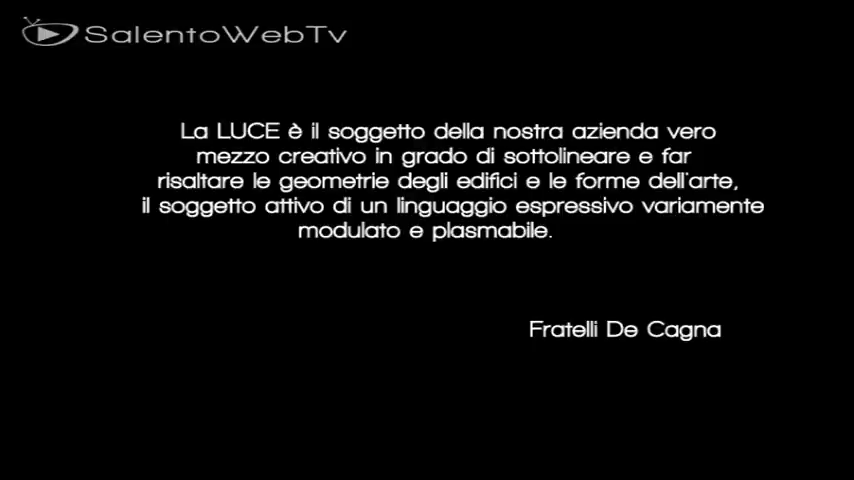 SalentoWebTv
La LUCE è il soggetto della nostra azienda vero
mezzo creativo in grado di sottolineare e far
risaltare le geometrie degli edifici e le forme dell'arte,
il soggetto attivo di un linguaggio espressivo variamente
modulato e plasmabile.
Fratelli De Cagna